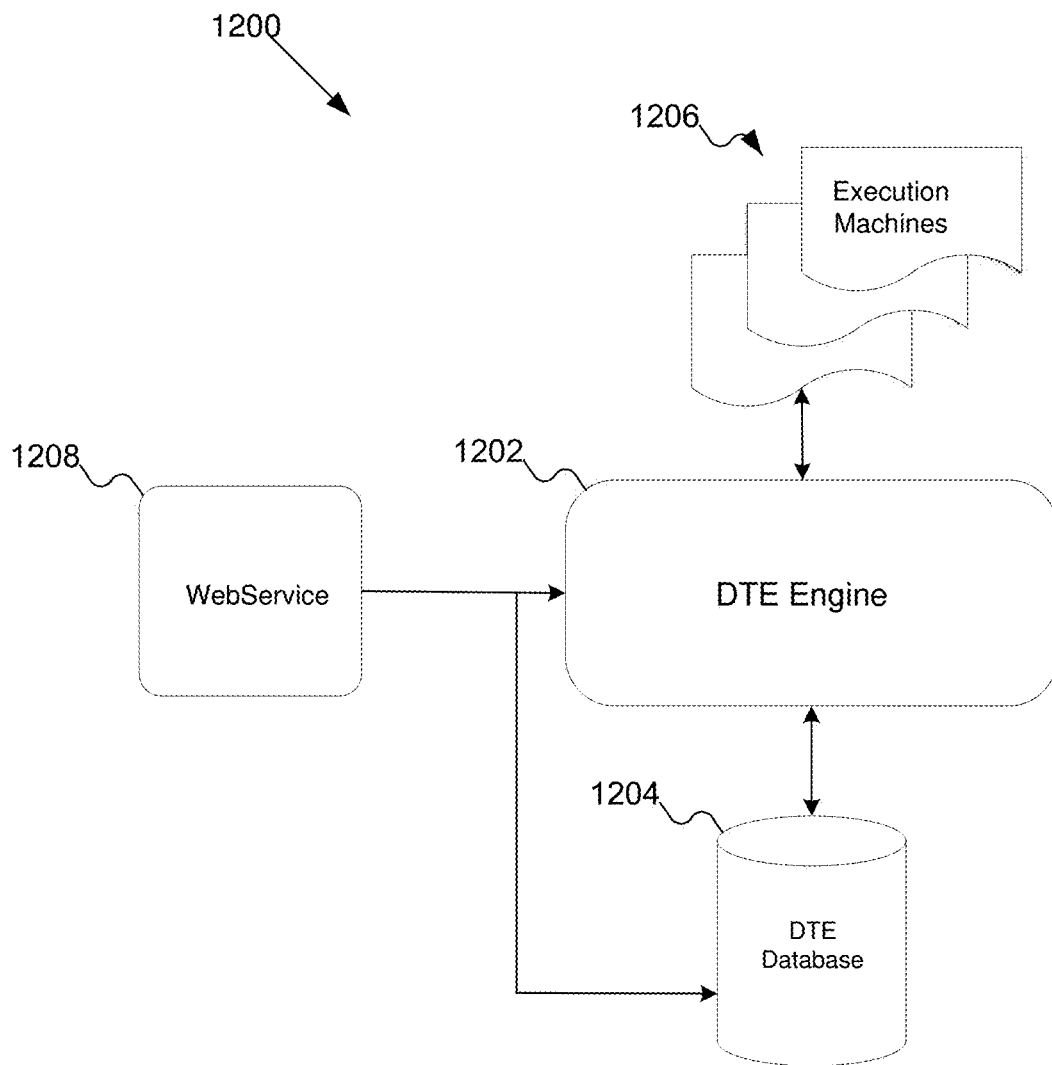 1200
1206
Execution
Machines
1208
1202
WebService
DTE Engine
1204
DTE
Database